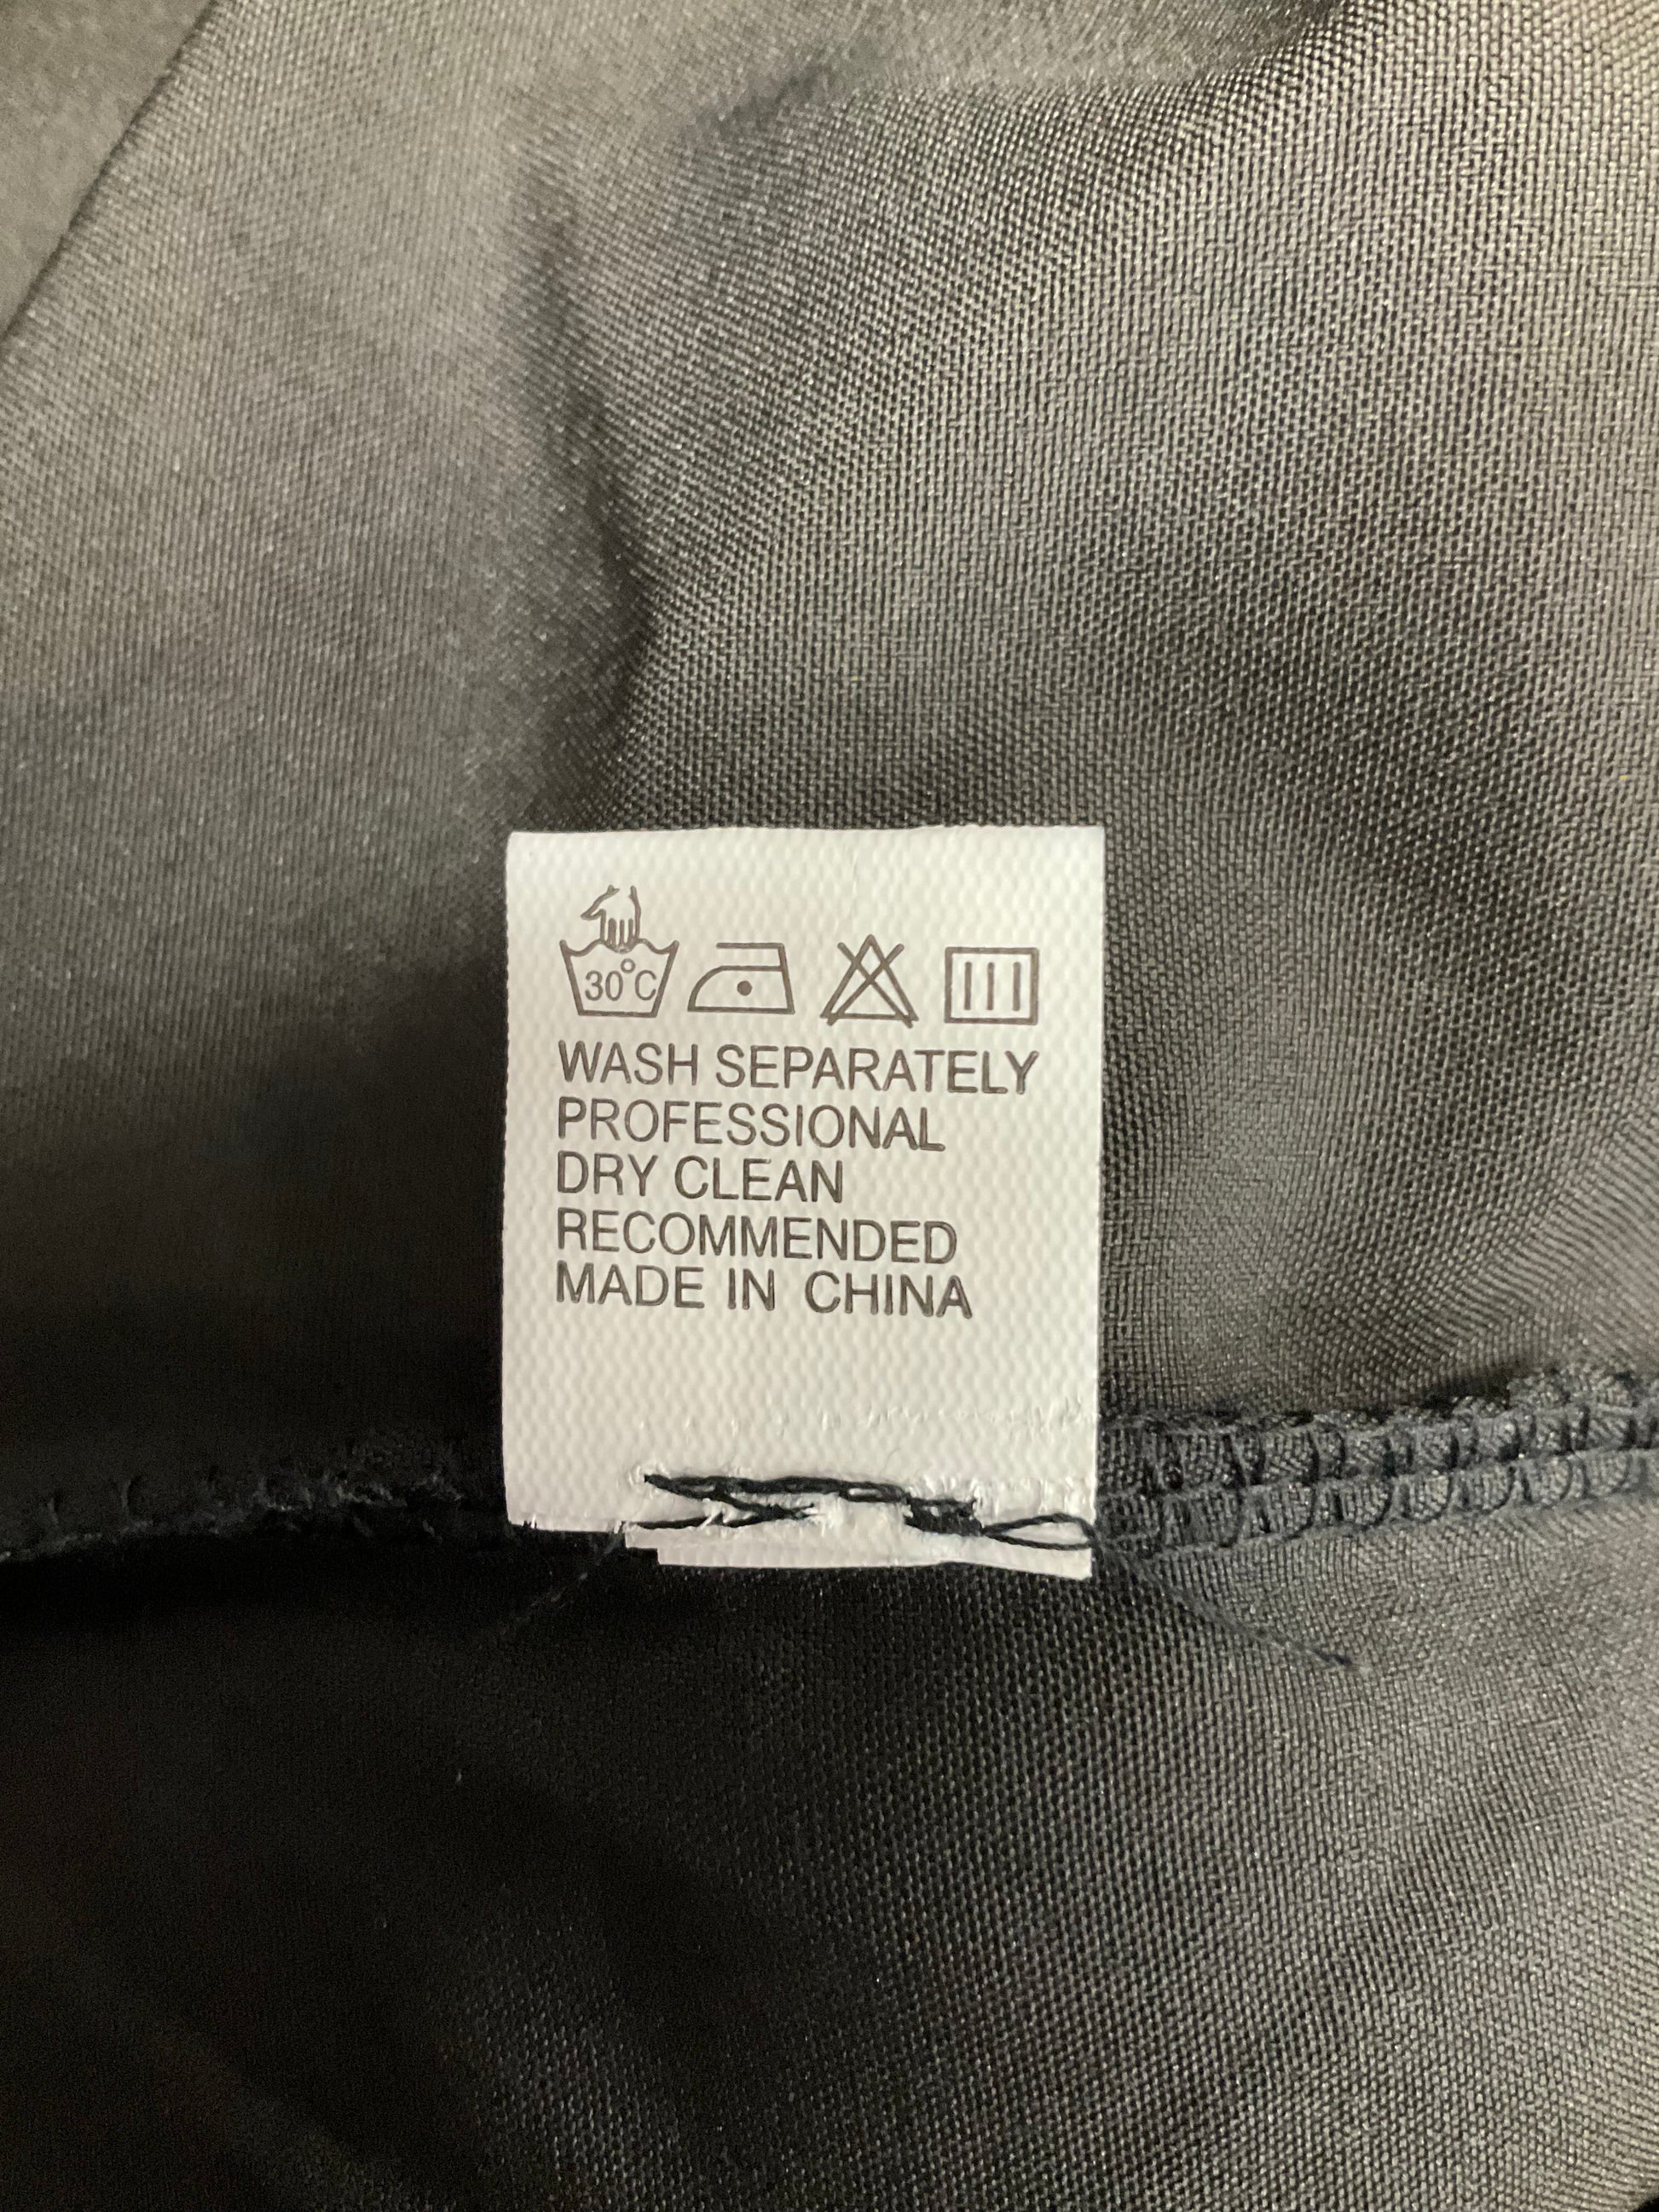 30°C
WASH SEPARATELY
PROFESSIONAL
DRY CLEAN
RECOMMENDED
MADE IN CHINA